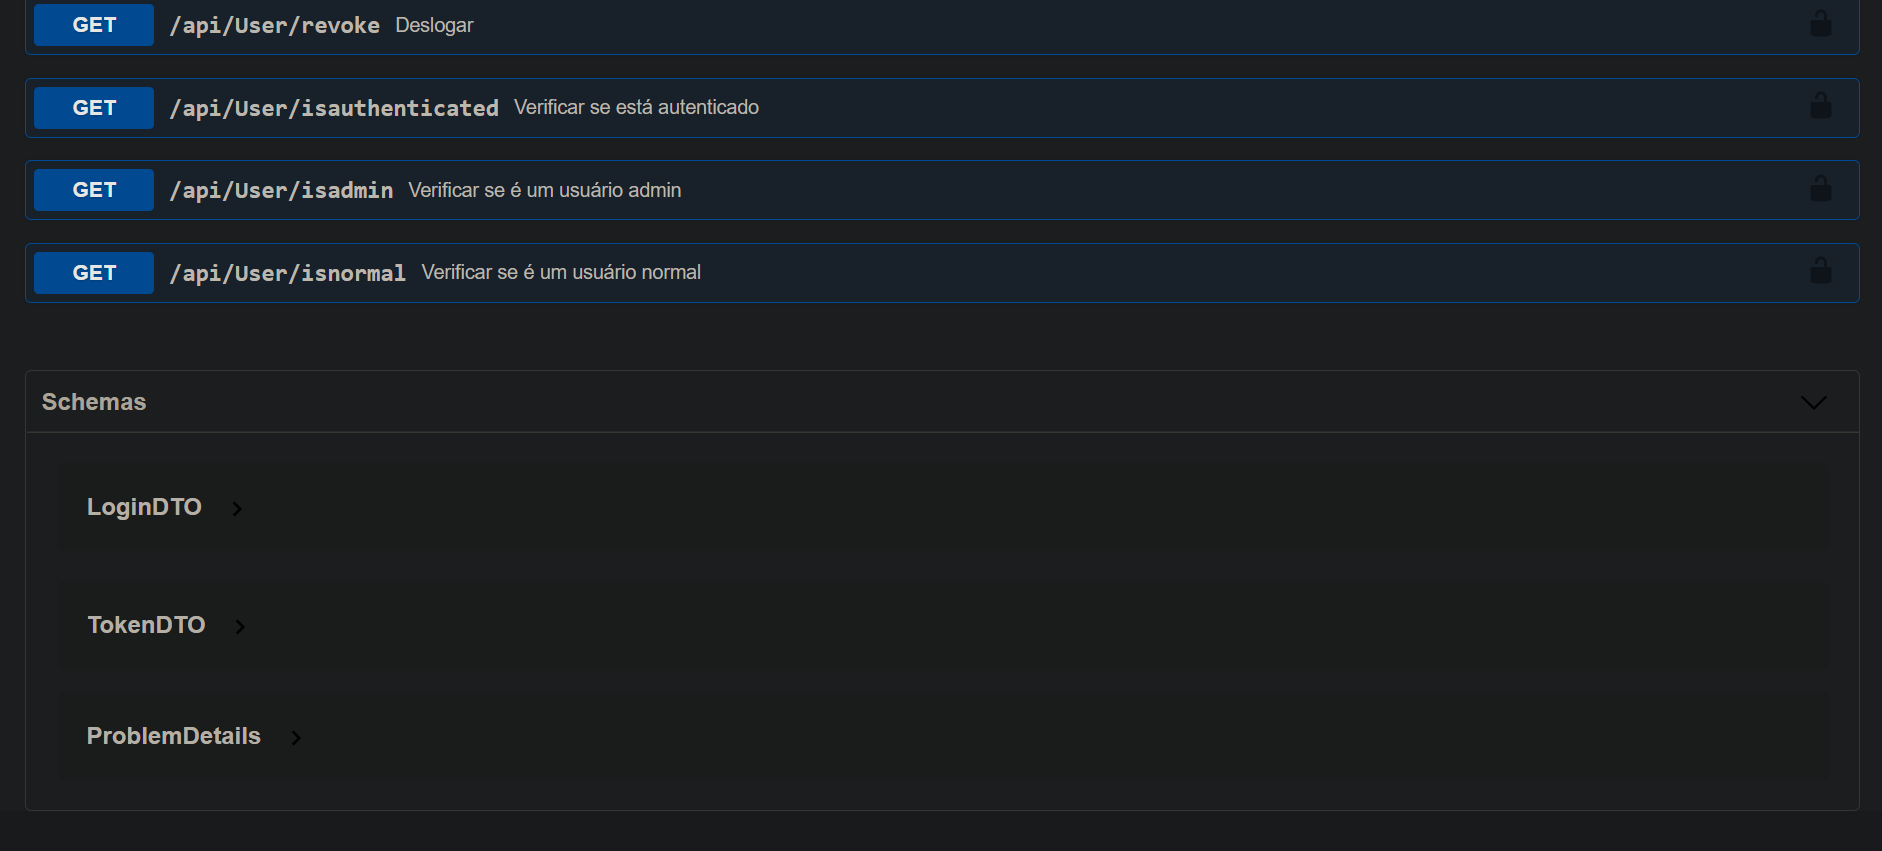 GET /api/User/revoke Deslogar
GET /api/User/isauthenticated Verificar se está autenticado
GET /api/User/isadmin Verificar se é um usuário admin
GET /api/User/isnormal Verificar se é um usuário normal
Schemas
LoginDTO
TokenDTO
ProblemDetails